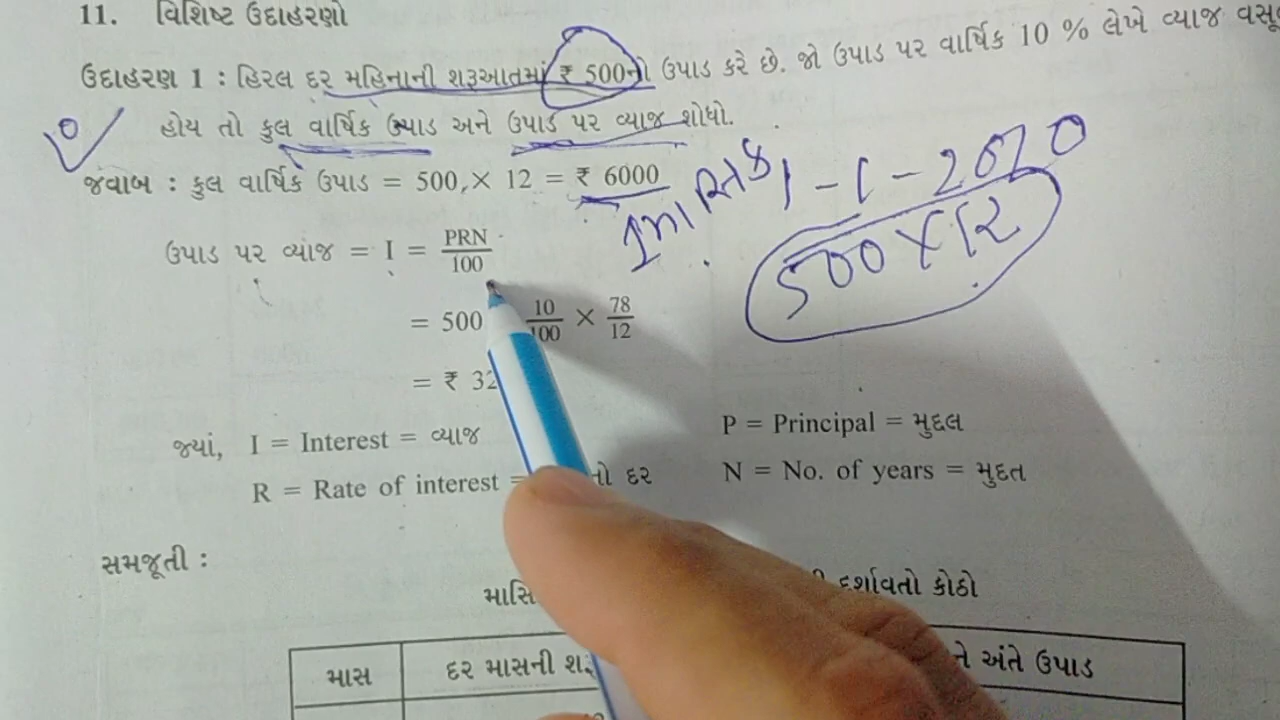 11. વિશિષ્ટ ઉદાહરણો
ઉદાહરણ 1 : હિરલ દર મહિનાની શરૂઆતમાં ₹ 500નો ઉપાડ કરે છે. જો ઉપાડ પર વાર્ષિક 10 % લેખે વ્યાજ
હોય તો કુલ વાર્ષિક ઉપાડ અને ઉપાડ પર વ્યાજ શોધો.
જવાબ : કુલ વાર્ષિક ઉપાડ = 500 × 12 = ₹ 6000
1-1-2020
500 X 12
ઉપાડ પર વ્યાજ = I = PRN / 100
= 500 10/100 × 78/12
= ₹ 32
જ્યાં, I = Interest = વ્યાજ
P = Principal = મુદ્દલ
R = Rate of interest = નો દર
N = No. of years = મુદત
સમજૂતી :
દર્શાવતો કોઠો
માસ
દર માસની
અંતે ઉપાડ